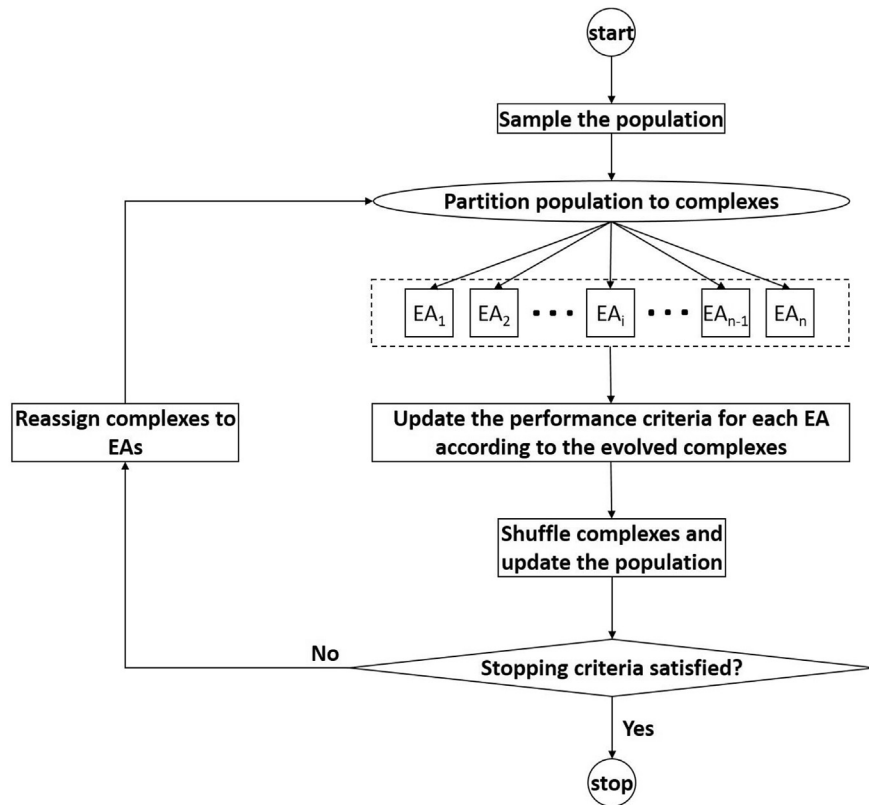 start
Sample the population
Partition population to complexes
EA1 EA2 • • • EAi • • • EAn-1 EAn
Reassign complexes to
EAs
Update the performance criteria for each EA
according to the evolved complexes
Shuffle complexes and
update the population
No
Stopping criteria satisfied?
Yes
stop